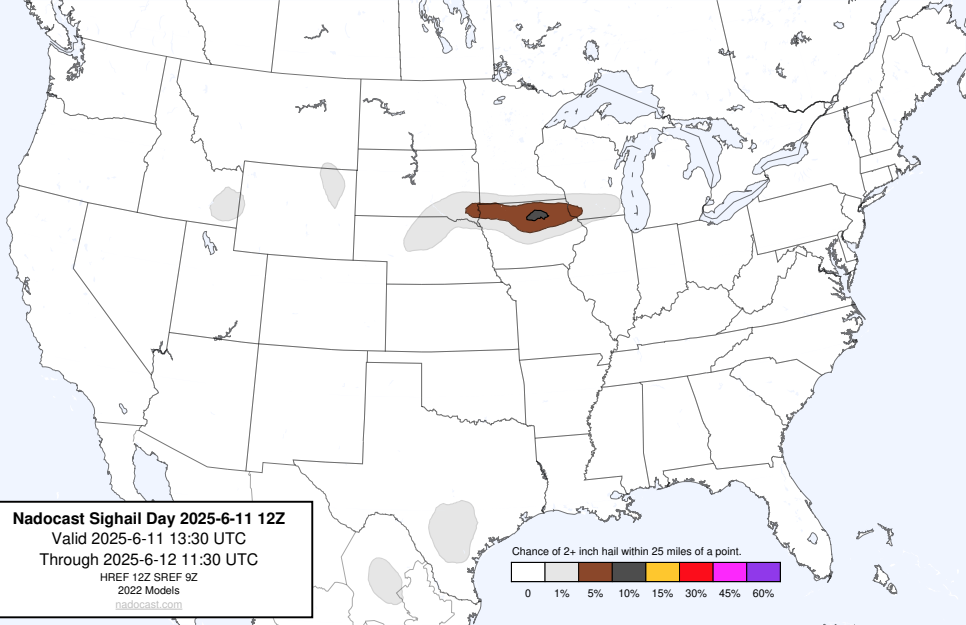 Nadocast Sighail Day 2025-6-11 12Z
Valid 2025-6-11 13:30 UTC
Through 2025-6-12 11:30 UTC
HREF 12Z SREF 9Z
2022 Models
nadocast.com
Chance of 2+ inch hail within 25 miles of a point.
0 1% 5% 10% 15% 30% 45% 60%